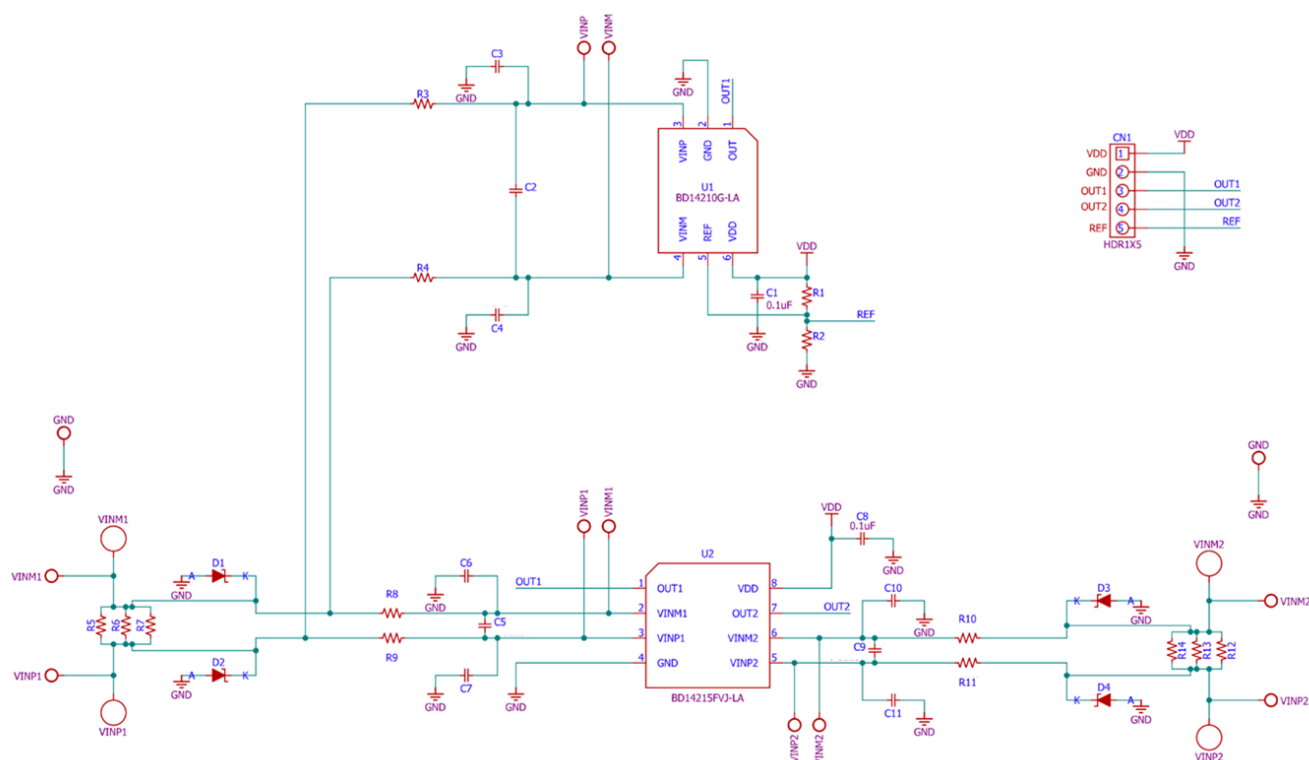 VINP
VINM
C3
GND
GND
OUT1
R3
3
2
1
VINP
GND
OUT
C2
U1
BD14210G-LA
VINM
REF
VDD
4
5
6
R4
VDD
C4
GND
C1
0.1uF
R1
REF
R2
GND
GND
CN1
VDD
VDD
1
GND
2
OUT1
3
OUT1
OUT2
4
OUT2
REF
5
REF
HDR1X5
GND
GND
GND
GND
GND
VINM1
VINM1
D1
A
K
GND
R5
R6
R7
VINP1
D2
A
K
GND
VINP1
VINP1
VINM1
R8
C6
GND
OUT1
C5
R9
C7
GND
GND
U2
1
OUT1
VDD
8
2
VINM1
OUT2
7
3
VINP1
VINM2
6
4
GND
VINP2
5
BD14215FVJ-LA
VDD
C8
0.1uF
GND
OUT2
C10
GND
R10
C9
R11
C11
GND
VINP2
VINM2
VINM2
D3
K
A
GND
VINM2
R14
R13
R12
D4
K
A
GND
VINP2
VINP2